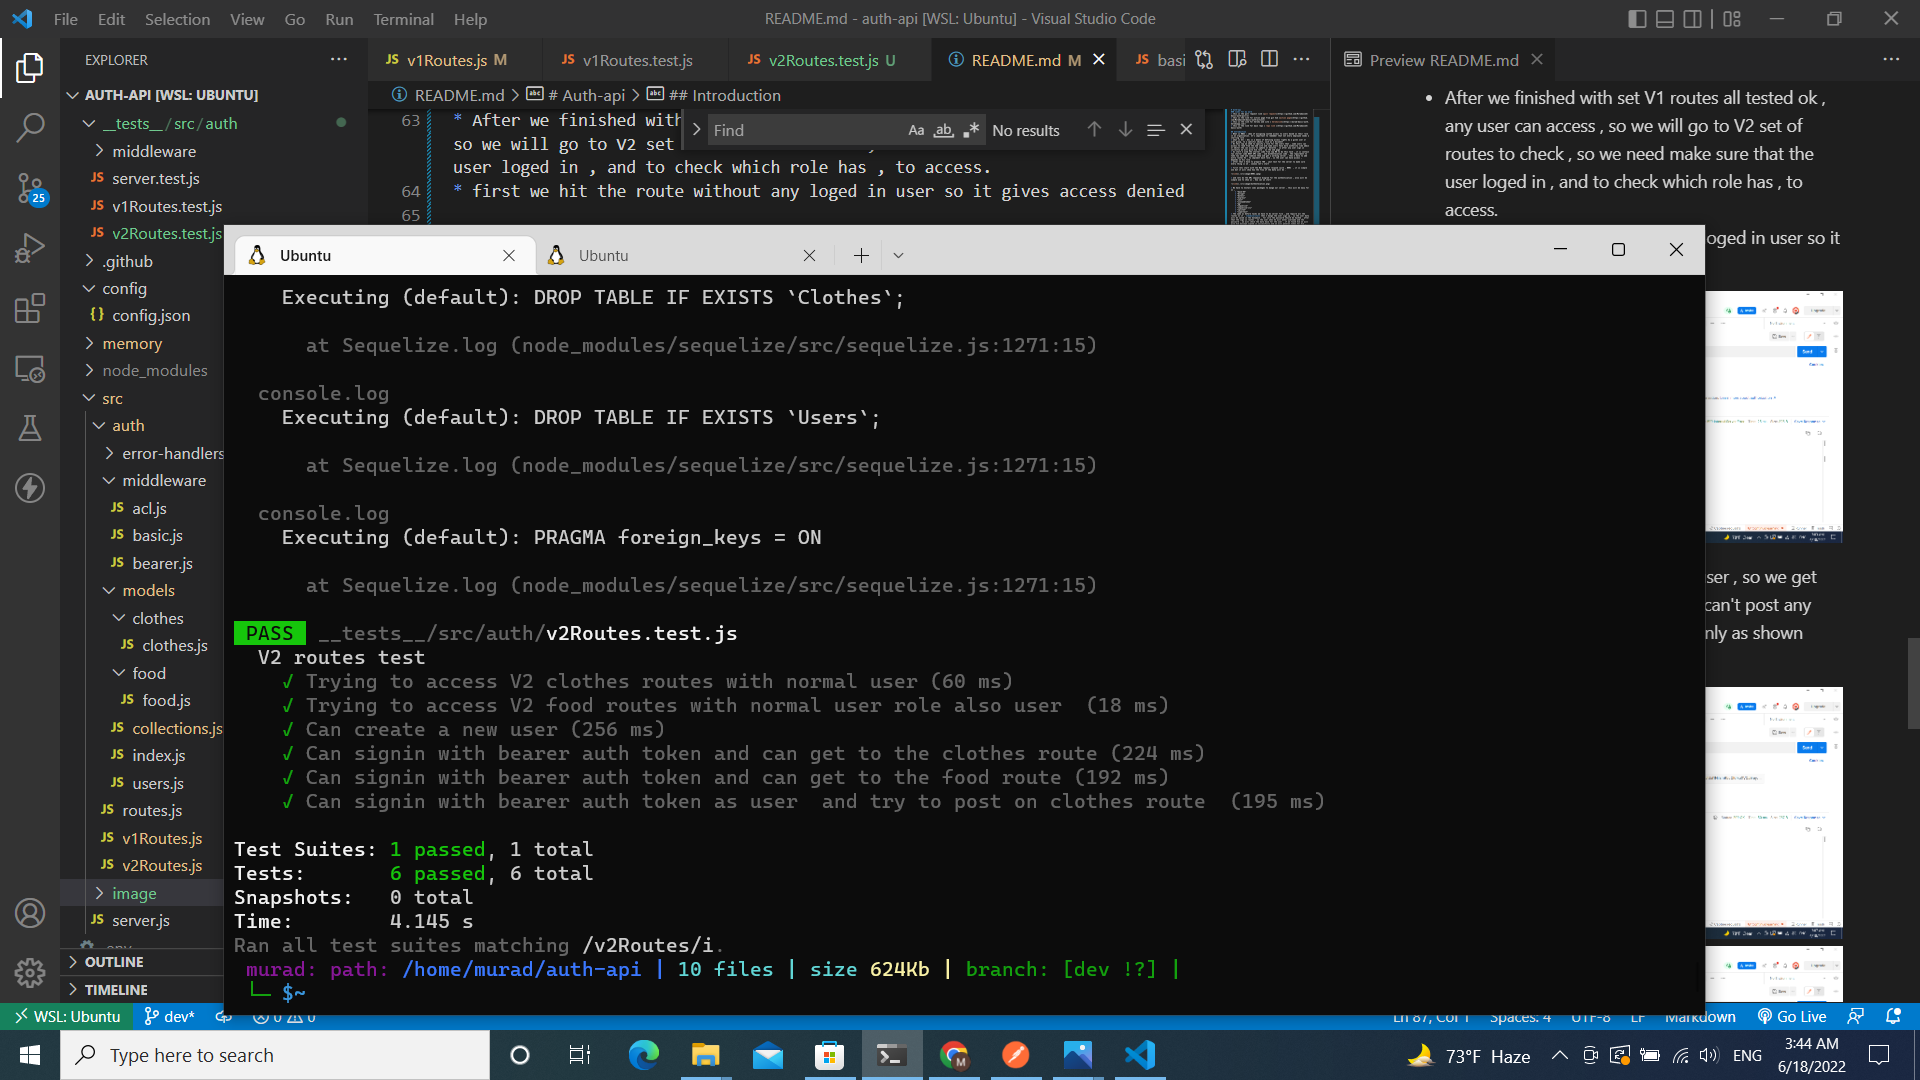 File Edit Selection View Go Run Terminal Help
README.md - auth-api [WSL: Ubuntu] - Visual Studio Code
EXPLORER
JS v1Routes.js M
JS v1Routes.test.js
JS v2Routes.test.js U
README.md M
JS basi
Preview README.md
AUTH-API [WSL: UBUNTU]
__tests__/src/auth
middleware
JS server.test.js
JS v1Routes.test.js
JS v2Routes.test.js
.github
config
{} config.json
memory
node_modules
src
auth
error-handlers
middleware
JS acl.js
JS basic.js
JS bearer.js
models
clothes
JS clothes.js
food
JS food.js
JS collections.js
JS index.js
JS users.js
JS routes.js
JS v1Routes.js
JS v2Routes.js
image
JS server.js
OUTLINE
TIMELINE
25
README.md > # Auth-api > ## Introduction
63 * After we finished with
so we will go to V2 set
user loged in , and to check which role has , to access.
64 * first we hit the route without any loged in user so it gives access denied
65
Find
Aa ab
No results
• After we finished with set V1 routes all tested ok ,
any user can access , so we will go to V2 set of
routes to check , so we need make sure that the
user loged in , and to check which role has , to
access.
oged in user so it
ser , so we get
can't post any
nly as shown
Ubuntu
Ubuntu
Executing (default): DROP TABLE IF EXISTS `Clothes`;
at Sequelize.log (node_modules/sequelize/src/sequelize.js:1271:15)
console.log
Executing (default): DROP TABLE IF EXISTS `Users`;
at Sequelize.log (node_modules/sequelize/src/sequelize.js:1271:15)
console.log
Executing (default): PRAGMA foreign_keys = ON
at Sequelize.log (node_modules/sequelize/src/sequelize.js:1271:15)
PASS __tests__/src/auth/v2Routes.test.js
V2 routes test
√ Trying to access V2 clothes routes with normal user (60 ms)
√ Trying to access V2 food routes with normal user role also user  (18 ms)
√ Can create a new user (256 ms)
√ Can signin with bearer auth token and can get to the clothes route (224 ms)
√ Can signin with bearer auth token and can get to the food route (192 ms)
√ Can signin with bearer auth token as user  and try to post on clothes route  (195 ms)
Test Suites: 1 passed, 1 total
Tests: 6 passed, 6 total
Snapshots: 0 total
Time: 4.145 s
Ran all test suites matching /v2Routes/i.
murad: path: /home/murad/auth-api | 10 files | size 624Kb | branch: [dev !?] |
└─ $~
WSL: Ubuntu
dev*
0 0
Ln 87, Col 1
Spaces: 4
UTF-8
LF
Markdown
Go Live
Type here to search
M
73°F Haze
ENG
3:44 AM
6/18/2022